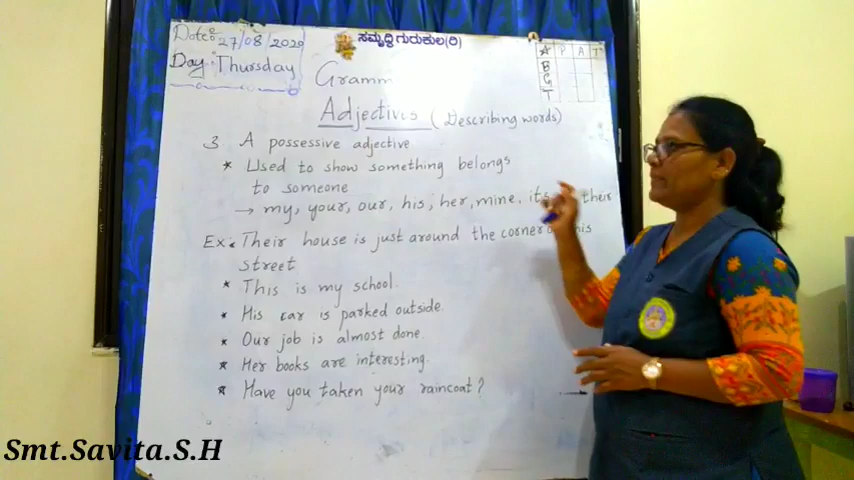 Date: 27/08/2020
ಸಮೃದ್ಧಿ ಗುರುಕುಲ(ರಿ)
Day: Thursday
P A T
B
G
T
Gramm
Adjectives (Describing words)
3 A possessive adjective
* Used to show something belongs
to someone
→ my, your, our, his, her, mine, its, their
Ex: Their house is just around the corner his
street
* This is my school.
* His car is parked outside.
* Our job is almost done.
* Her books are interesting.
* Have you taken your raincoat?
Smt.Savita.S.H